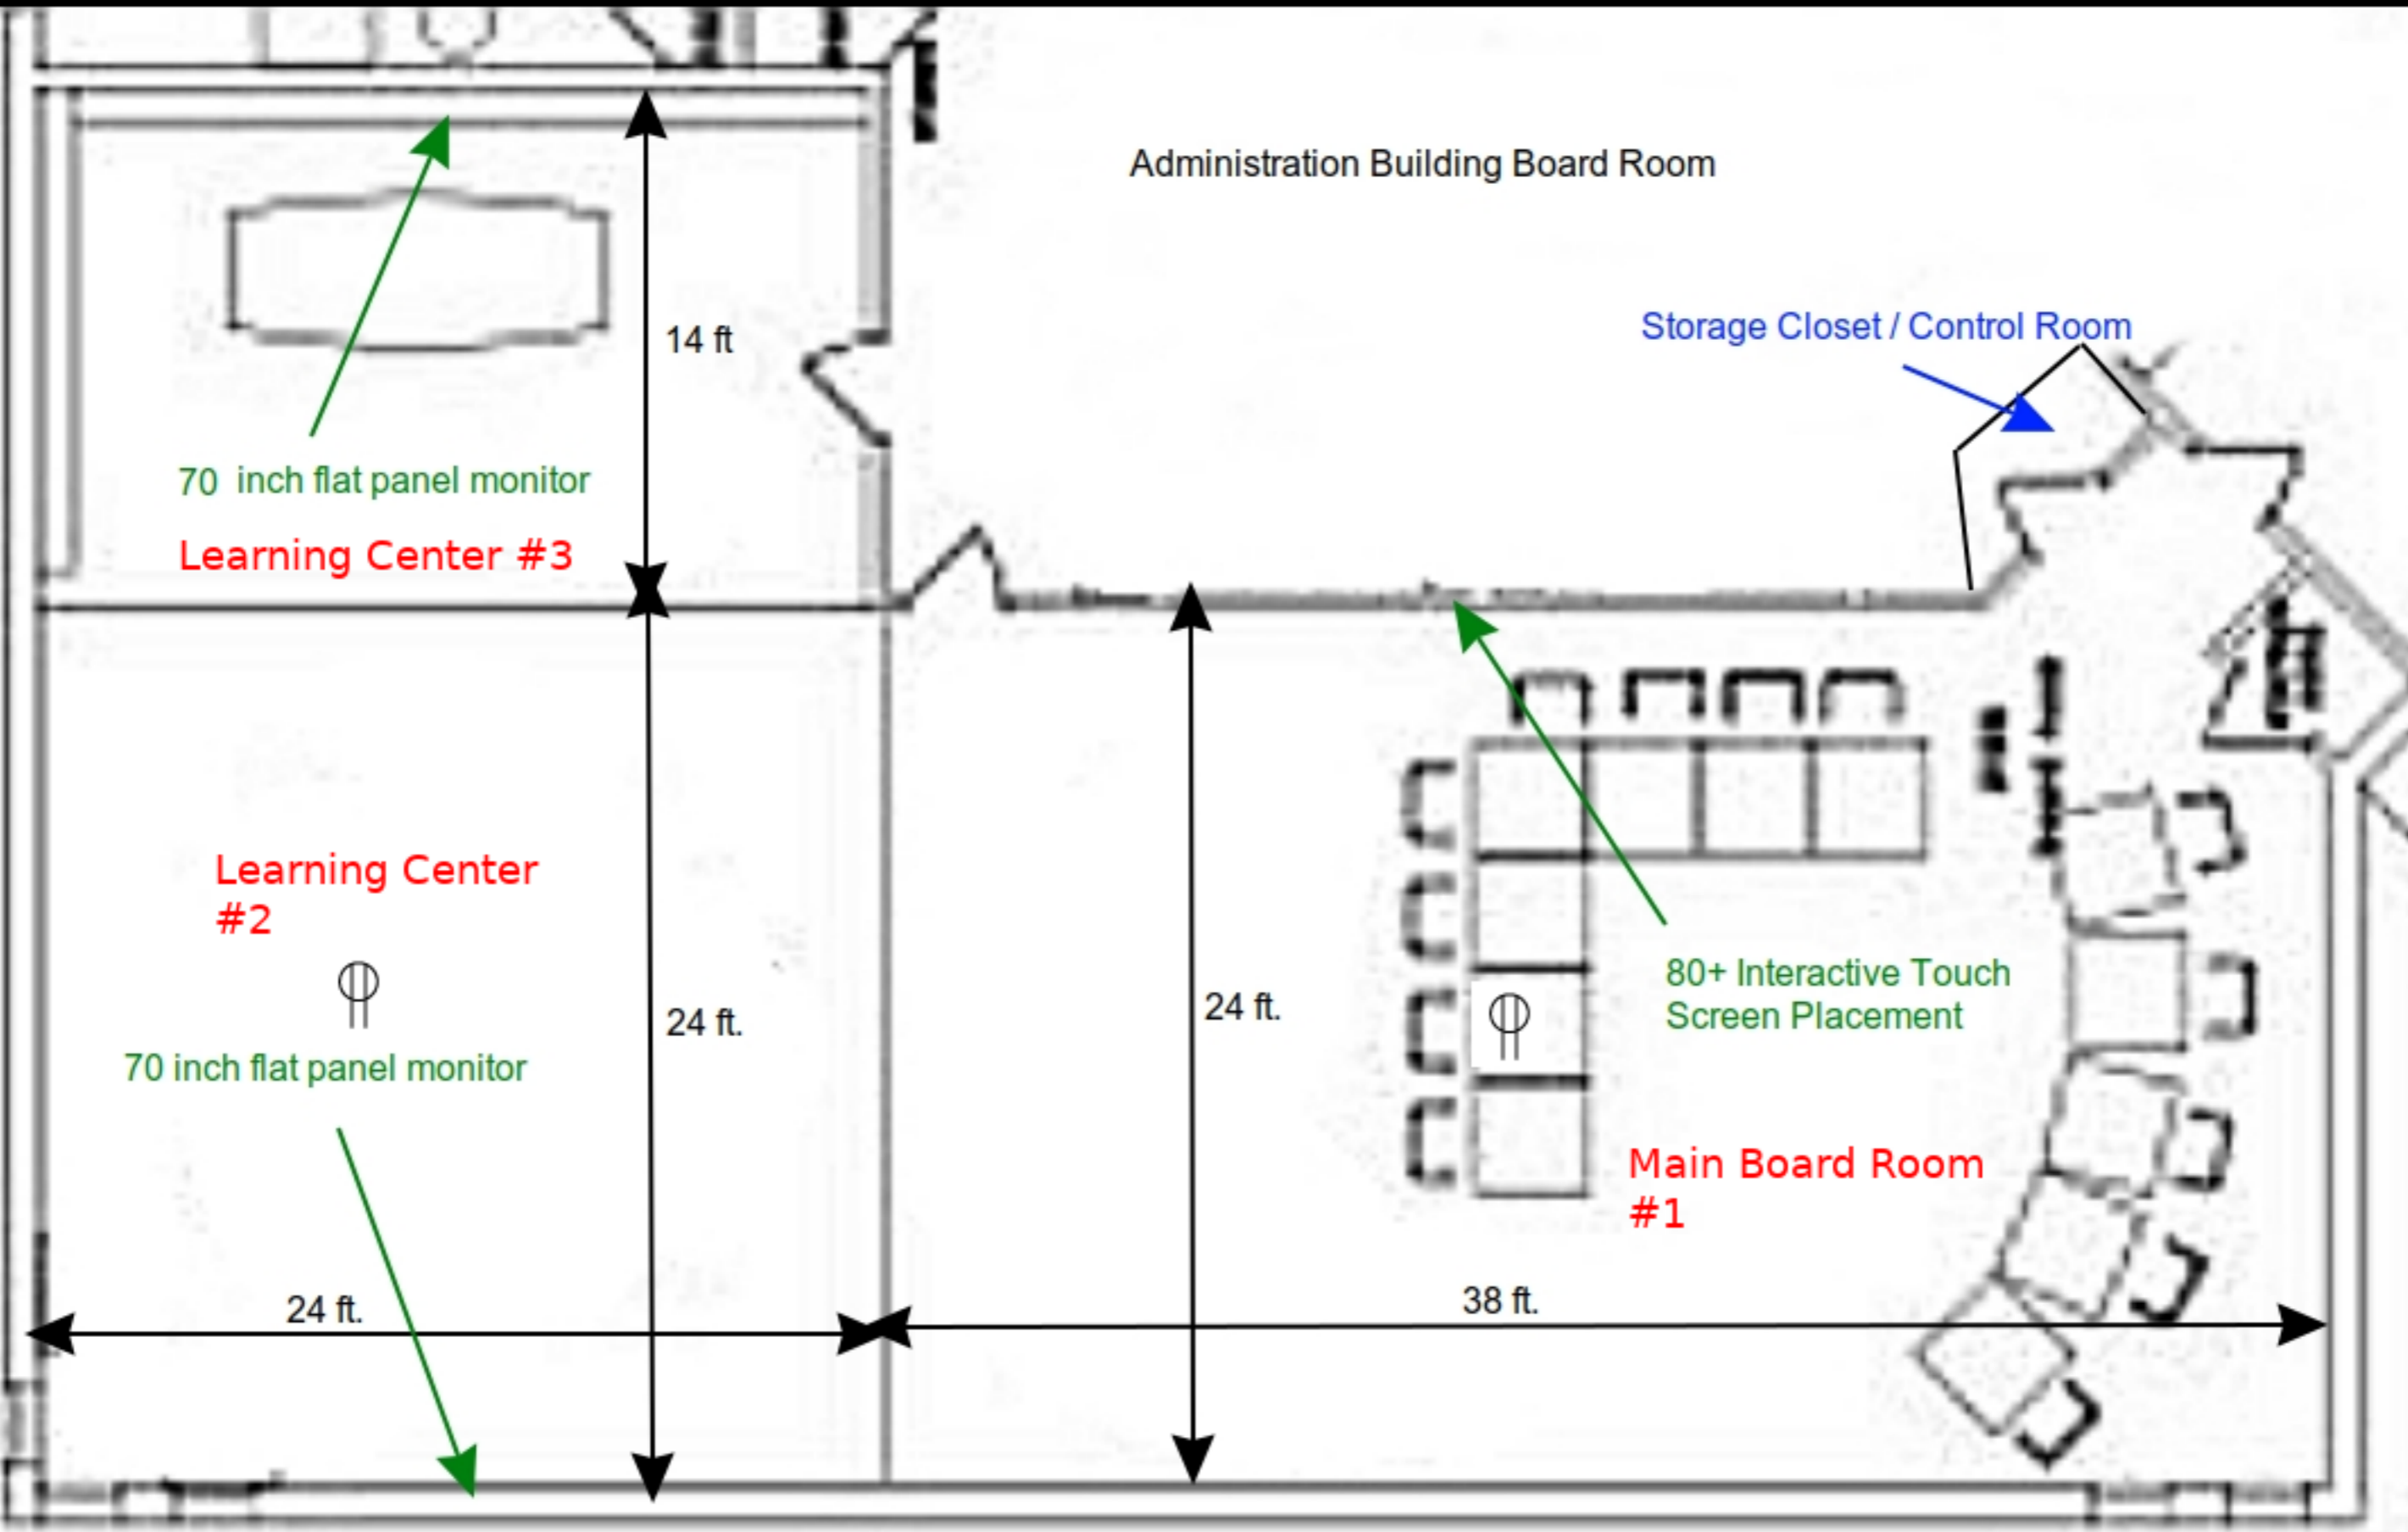 Administration Building Board Room
Storage Closet / Control Room
14 ft
70 inch flat panel monitor
Learning Center #3
Learning Center
#2
70 inch flat panel monitor
24 ft.
24 ft.
80+ Interactive Touch
Screen Placement
Main Board Room
#1
24 ft.
38 ft.